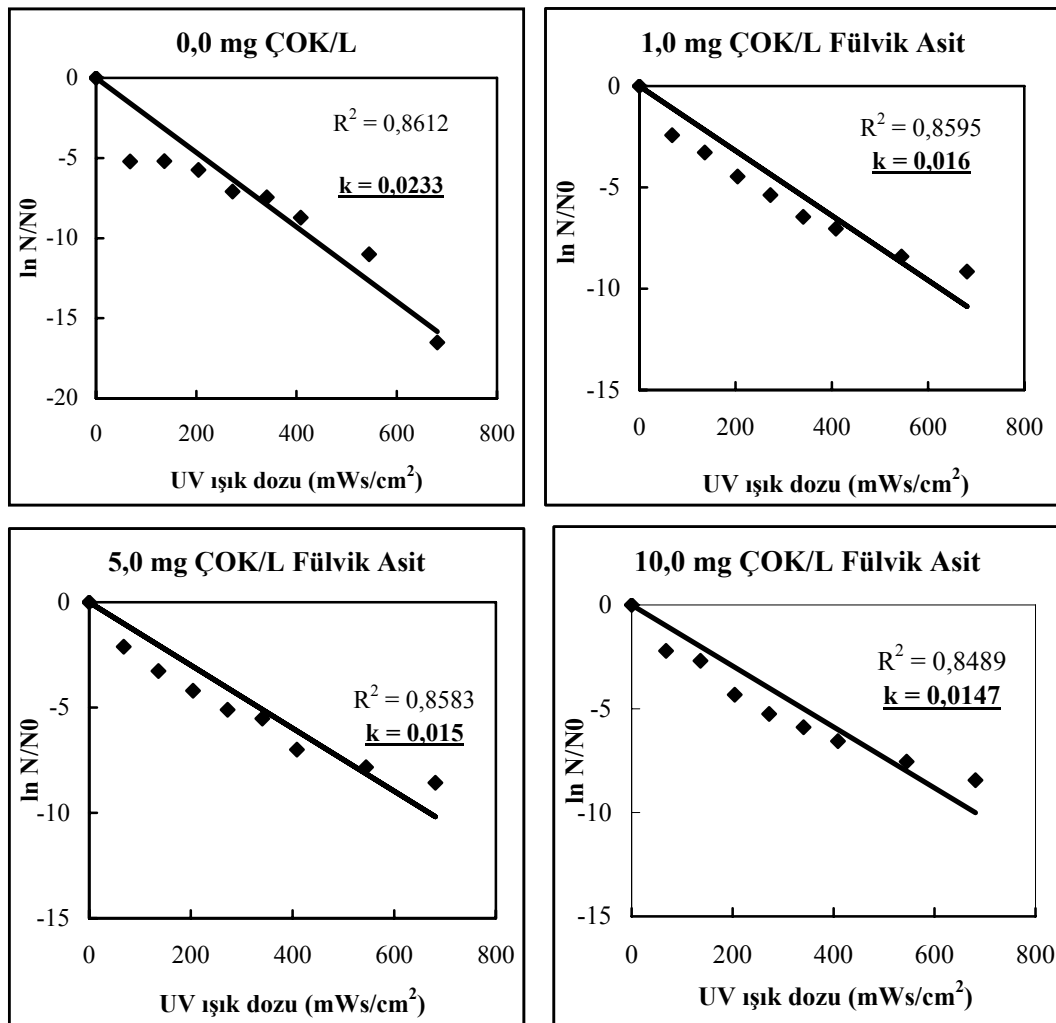 0,0 mg ÇOK/L
R² = 0,8612
k = 0,0233
0
-5
-10
-15
-20
ln N/N0
0 200 400 600 800
UV ışık dozu (mWs/cm²)
1,0 mg ÇOK/L Fülvik Asit
R² = 0,8595
k = 0,016
0
-5
-10
-15
ln N/N0
0 200 400 600 800
UV ışık dozu (mWs/cm²)
5,0 mg ÇOK/L Fülvik Asit
R² = 0,8583
k = 0,015
0
-5
-10
-15
ln N/N0
0 200 400 600 800
UV ışık dozu (mWs/cm²)
10,0 mg ÇOK/L Fülvik Asit
R² = 0,8489
k = 0,0147
0
-5
-10
-15
ln N/N0
0 200 400 600 800
UV ışık dozu (mWs/cm²)